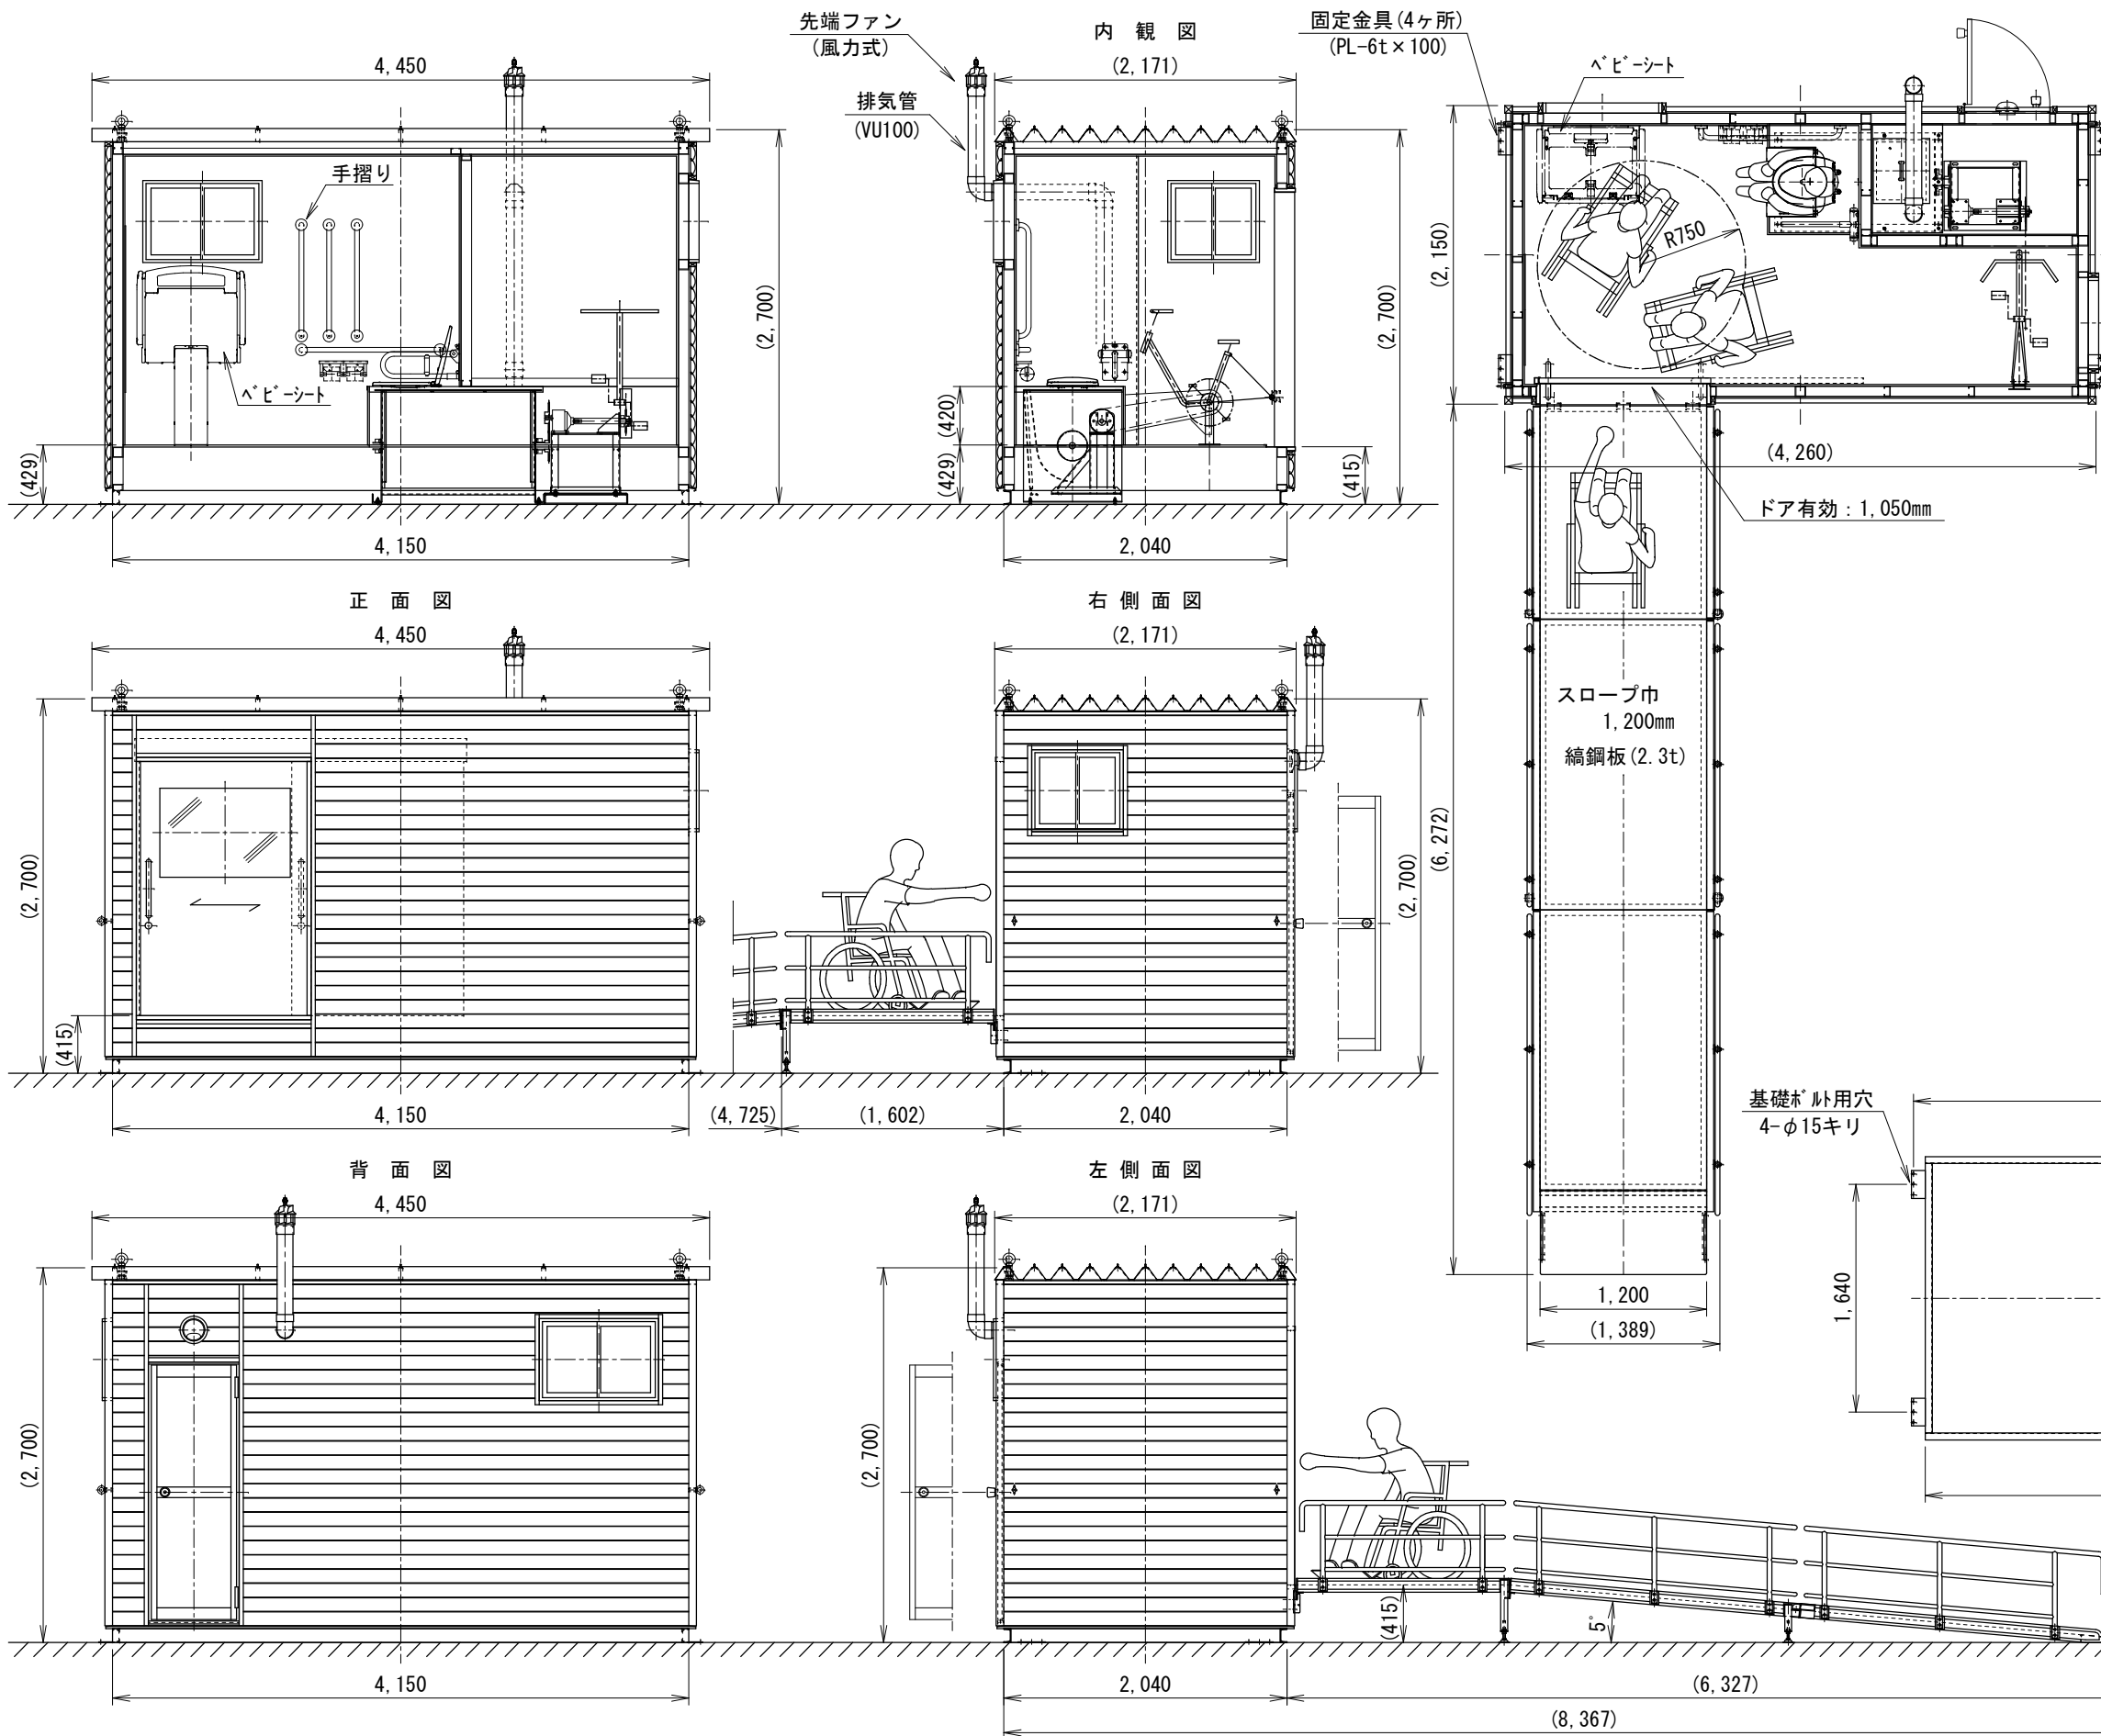 先端ファン
(風力式)
内観図
固定金具(4ヶ所)
(PL-6t×100)
4,450
(2,171)
ベビーシート
排気管
(VU100)
手摺り
R750
(2,150)
(2,700)
(2,700)
ベビーシート
(420)
(429)
(429)
(415)
(4,260)
ドア有効：1,050mm
4,150
2,040
正面図
右側面図
4,450
(2,171)
スロープ巾
1,200mm
縞鋼板(2.3t)
(2,700)
(2,700)
(6,272)
(415)
4,150
(4,725)
(1,602)
2,040
基礎ボルト用穴
4-φ15キリ
背面図
左側面図
4,450
(2,171)
1,200
(1,389)
1,640
(2,700)
(2,700)
(415)
5°
4,150
2,040
(6,327)
(8,367)